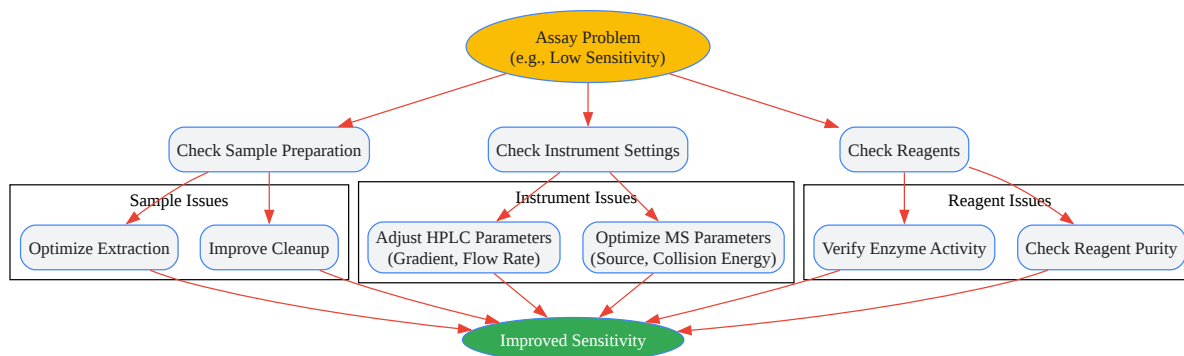 Assay Problem
(e.g., Low Sensitivity)
Check Sample Preparation
Check Instrument Settings
Check Reagents
Sample Issues
Instrument Issues
Reagent Issues
Optimize Extraction
Improve Cleanup
Adjust HPLC Parameters
(Gradient, Flow Rate)
Optimize MS Parameters
(Source, Collision Energy)
Verify Enzyme Activity
Check Reagent Purity
Improved Sensitivity